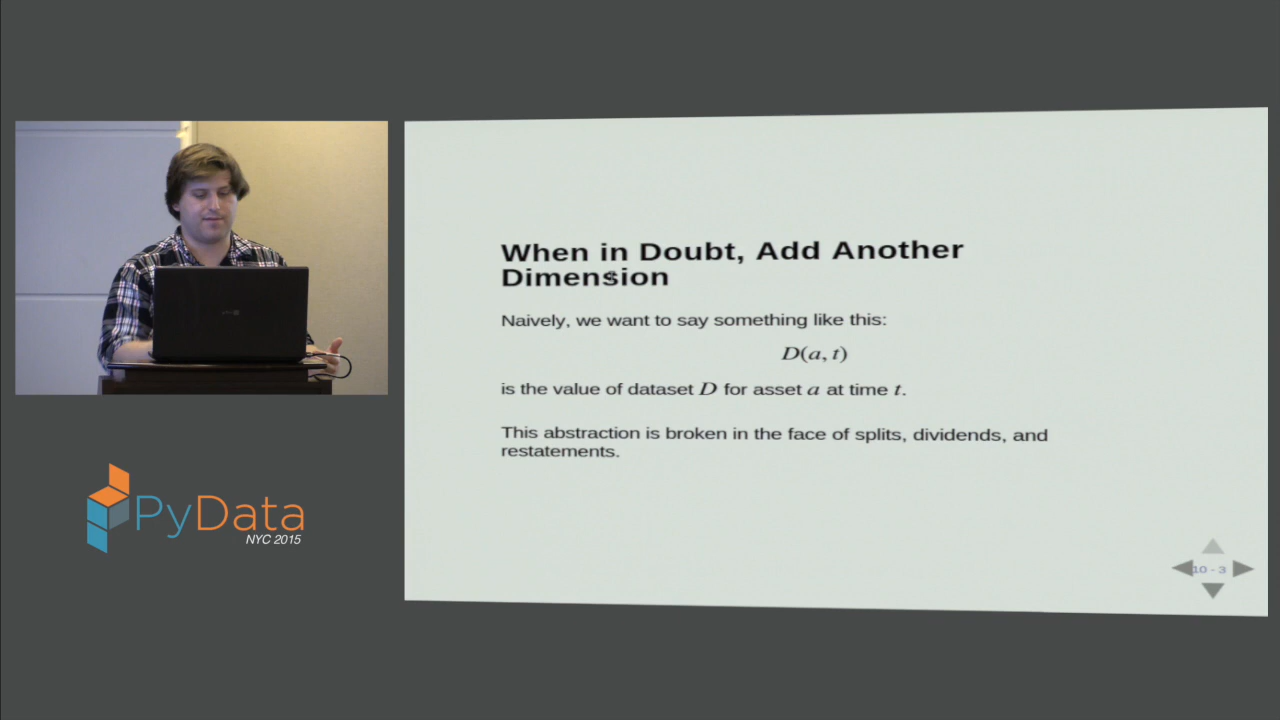 When in Doubt, Add Another
Dimension
Naively, we want to say something like this:
D(a, t)
is the value of dataset D for asset a at time t.
This abstraction is broken in the face of splits, dividends, and
restatements.
10 - 3
PyData
NYC 2015